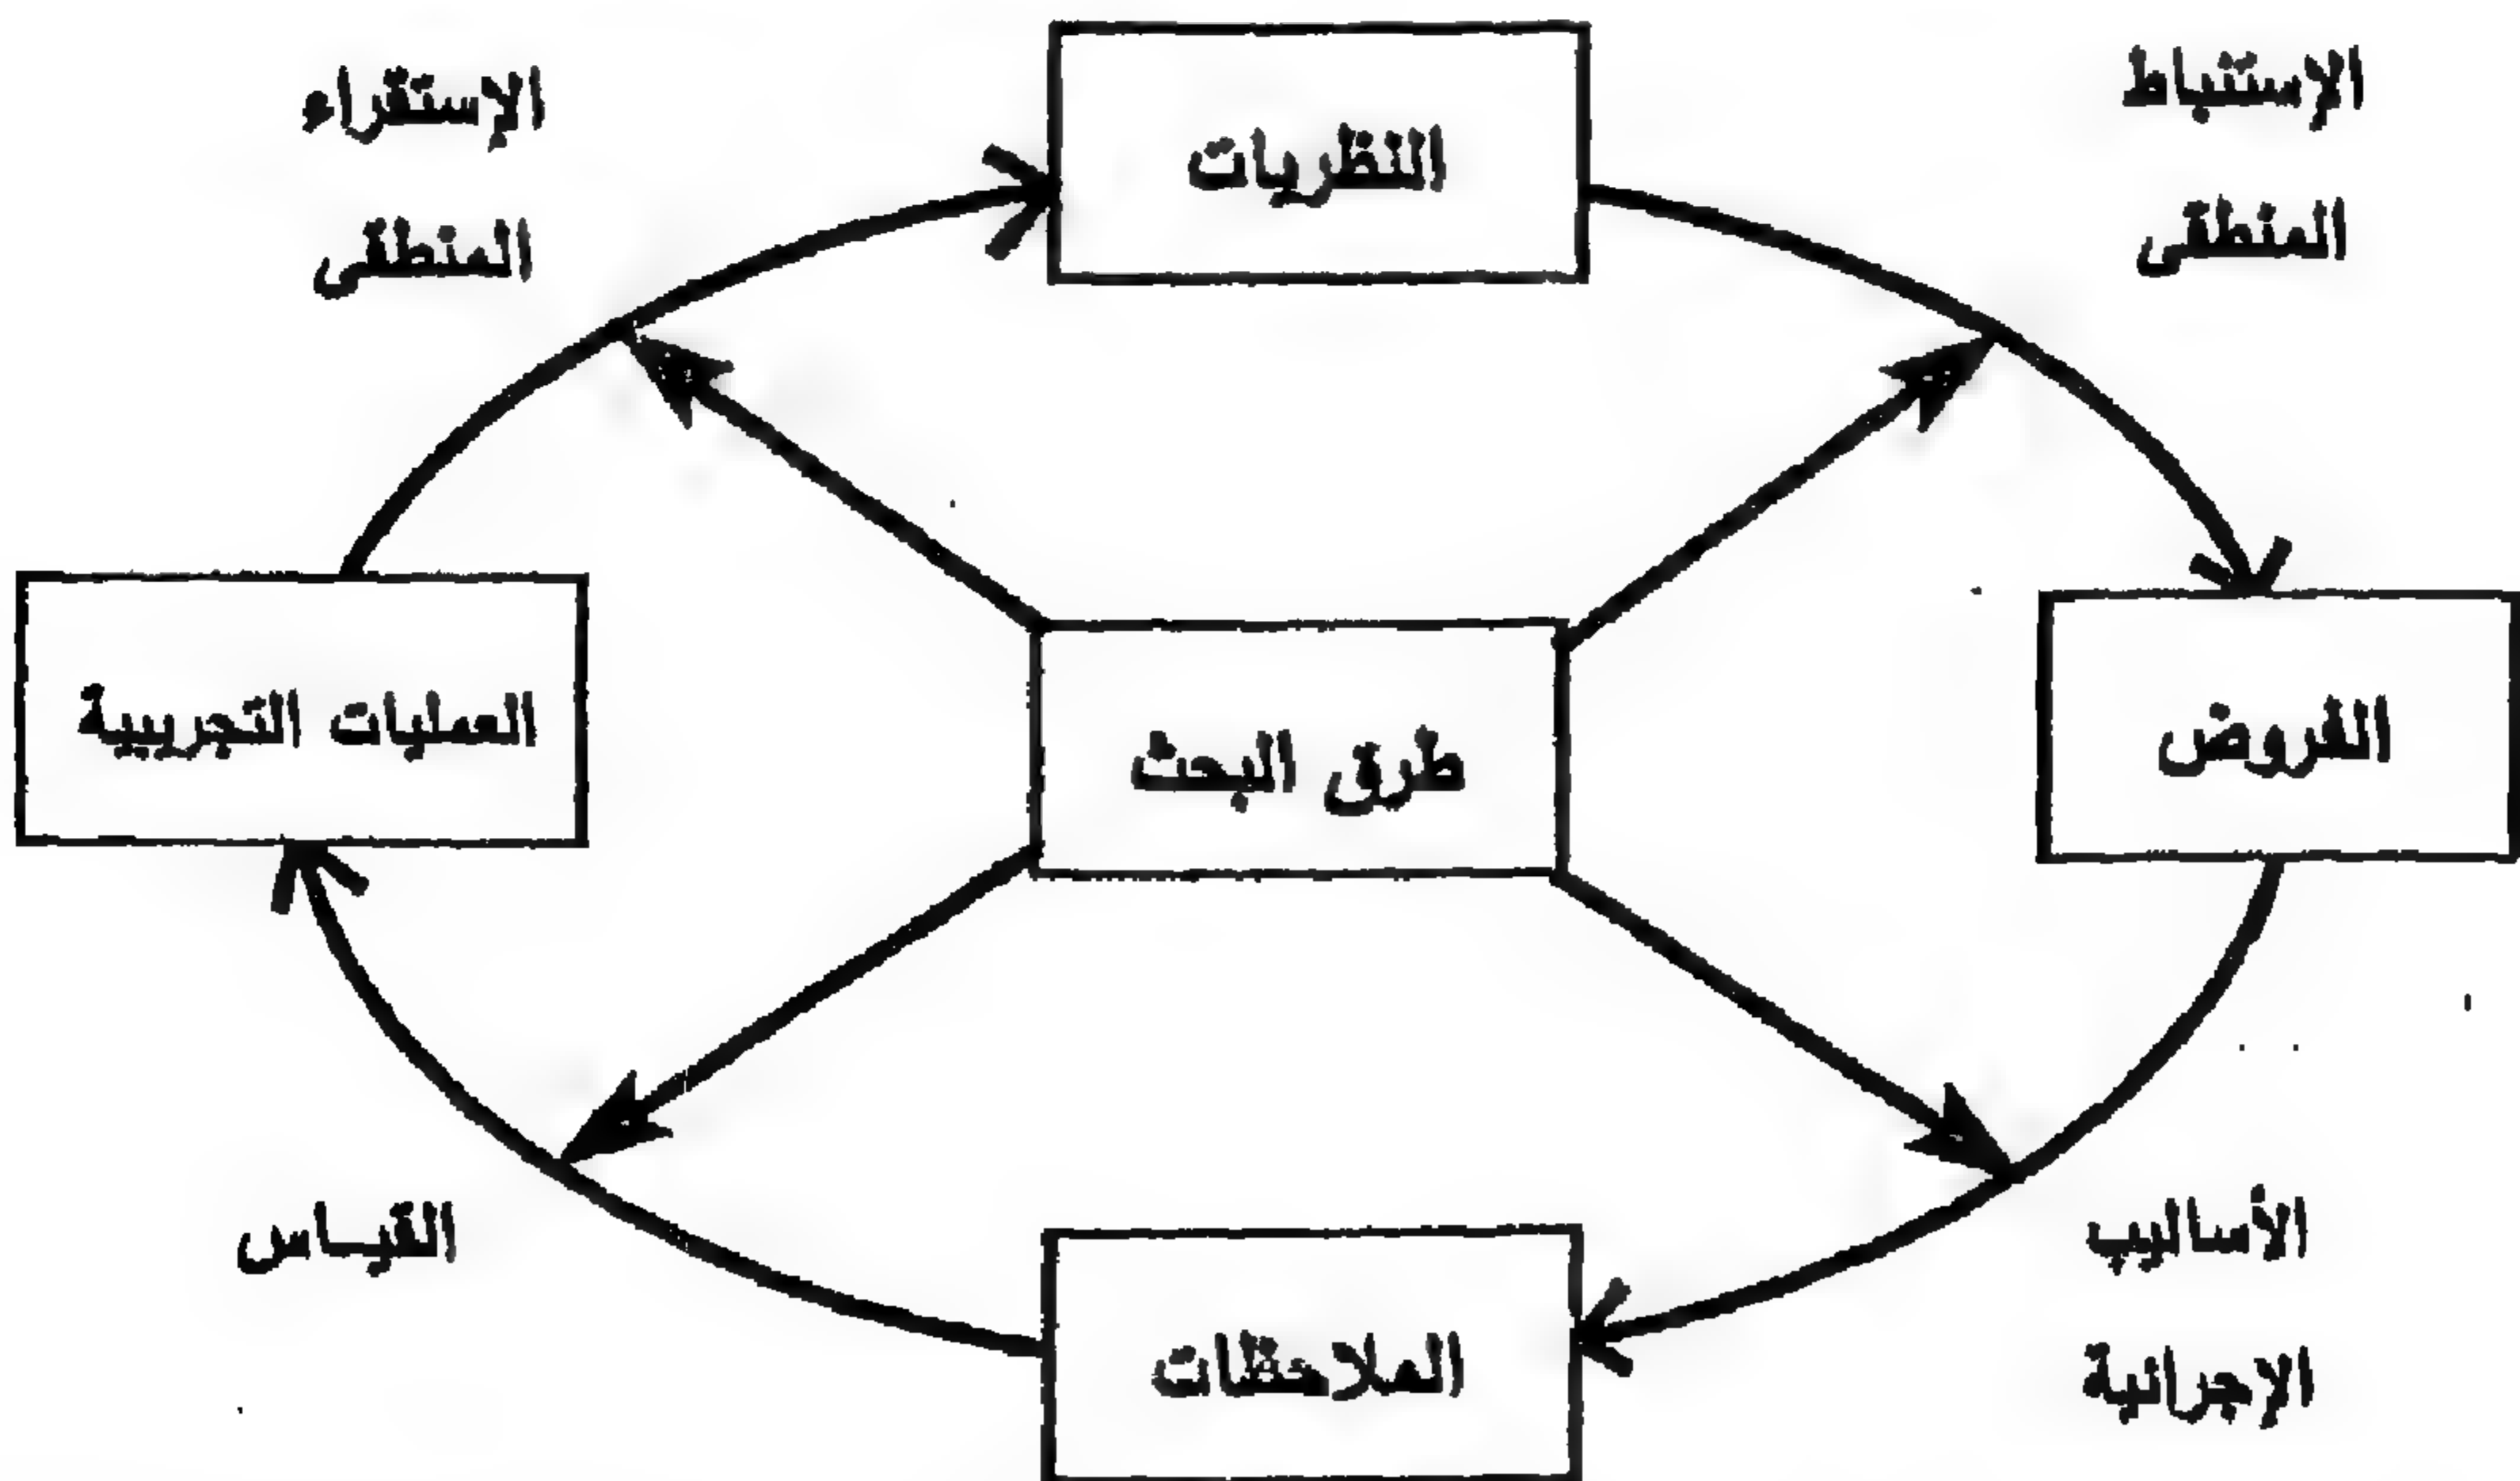 الإستنباط
المنطقى
النظريات
الإستقراء
المنطقى
الفروض
طرق البحث
العمليات التجريبية
الأساليب
الإجرائية
الملاحظات
القياس